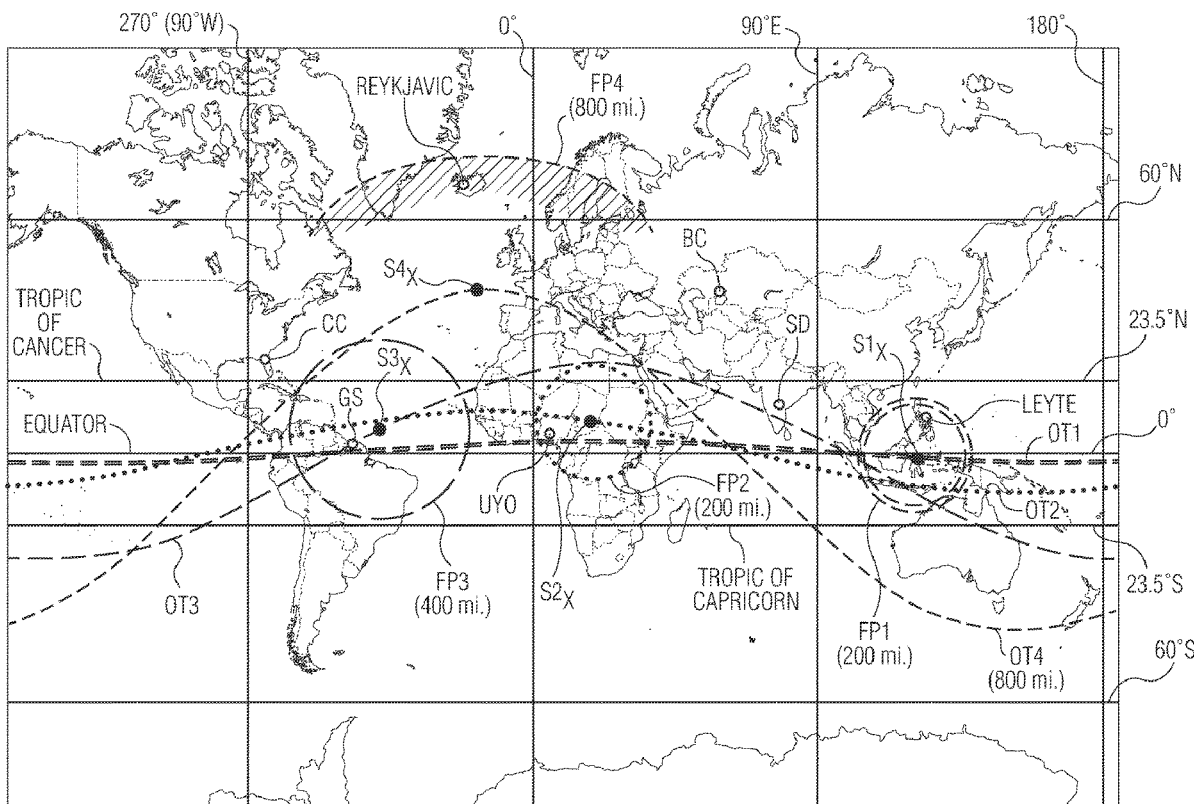 270˚ (90˚W)
0˚
90˚E
180˚
REYKJAVIC
FP4
(800 mi.)
60˚N
BC
S4X
TROPIC
OF
CANCER
CC
SD
23.5˚N
S3X
S1X
GS
LEYTE
EQUATOR
0˚
OT1
UYO
FP2
(200 mi.)
OT2
S2X
TROPIC OF
CAPRICORN
23.5˚S
OT3
FP3
(400 mi.)
FP1
(200 mi.)
OT4
(800 mi.)
60˚S